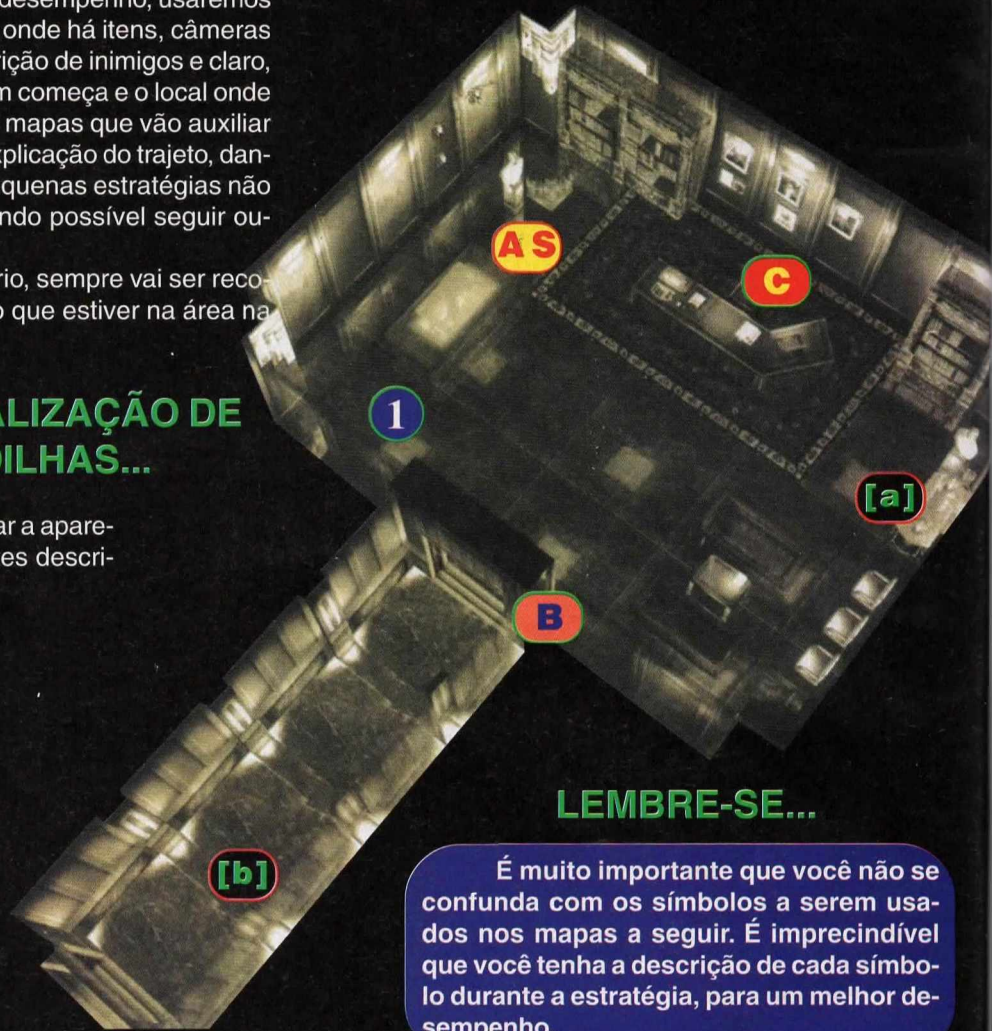 desempenho, usaremos
onde há itens, câmeras
rição de inimigos e claro,
m começa e o local onde
mapas que vão auxiliar
xplicação do trajeto, dan-
quenas estratégias não
ndo possível seguir ou-
rio, sempre vai ser reco-
o que estiver na área na
ALIZAÇÃO DE
DILHAS...
ar a apare-
es descri-
A S
C
1
[a]
B
[b]
LEMBRE-SE...
É muito importante que você não se
confunda com os símbolos a serem usa-
dos nos mapas a seguir. É imprecindível
que você tenha a descrição de cada símbo-
lo durante a estratégia, para um melhor de-
sempenho